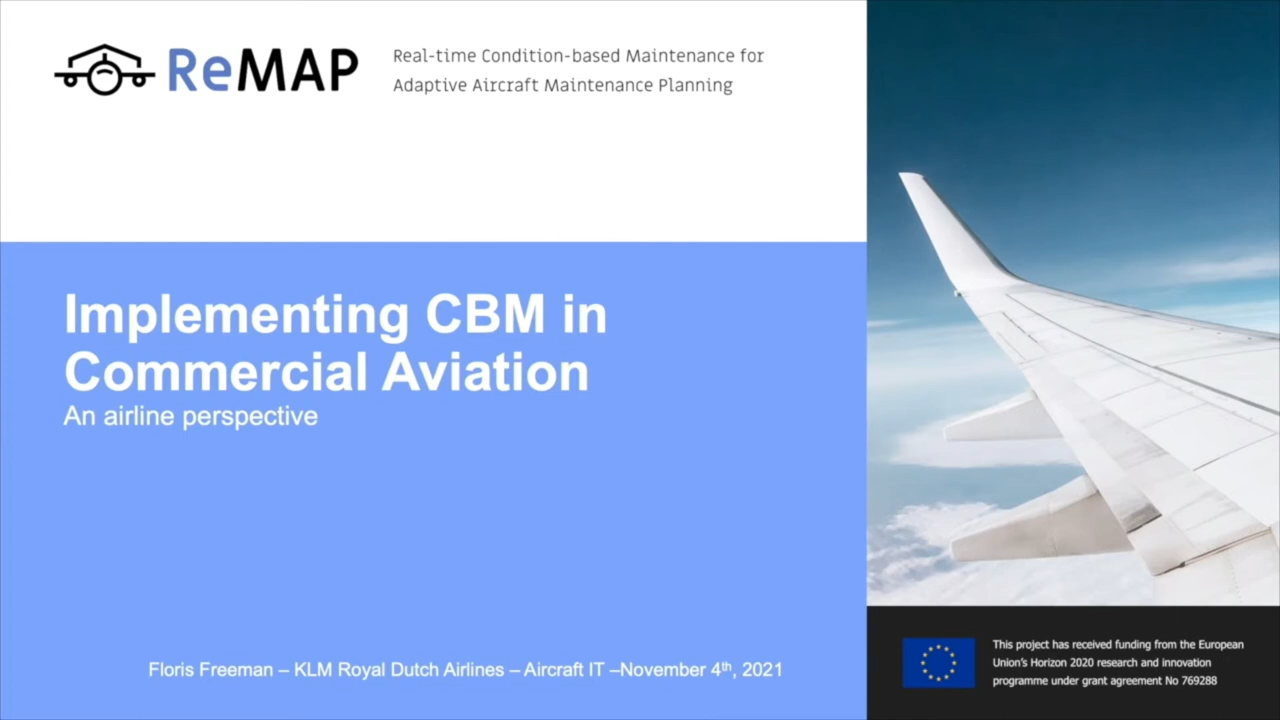 ReMAP
Real-time Condition-based Maintenance for
Adaptive Aircraft Maintenance Planning
Implementing CBM in
Commercial Aviation
An airline perspective
Floris Freeman – KLM Royal Dutch Airlines – Aircraft IT –November 4th, 2021
This project has received funding from the European
Union's Horizon 2020 research and innovation
programme under grant agreement No 769288